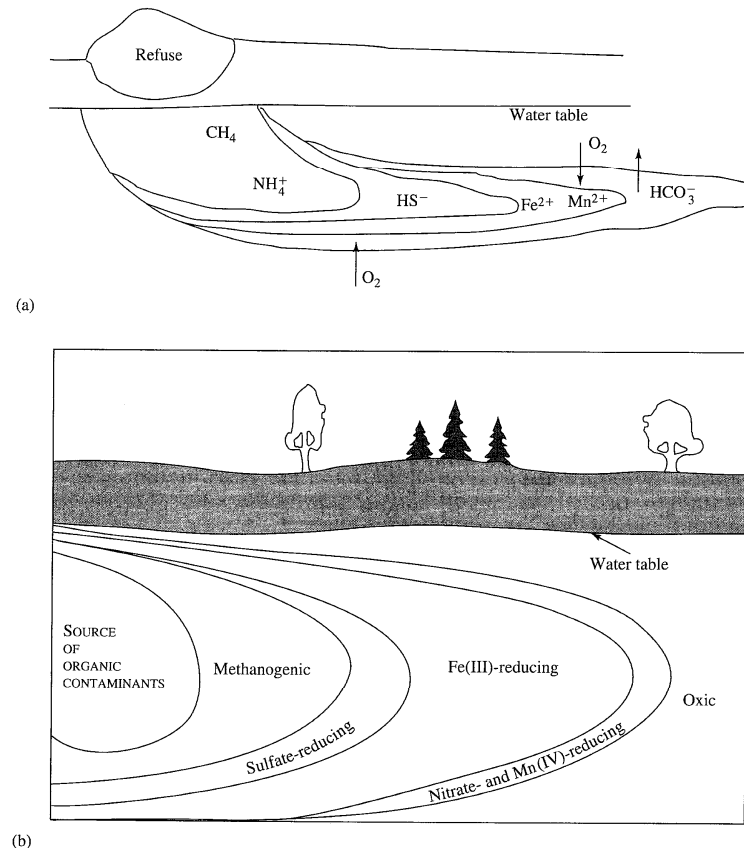 Refuse
Water table
CH₄
O₂
NH₄⁺
HS⁻
Fe²⁺
Mn²⁺
HCO₃⁻
O₂
(a)
Water table
SOURCE
OF
ORGANIC
CONTAMINANTS
Methanogenic
Fe(III)-reducing
Oxic
Sulfate-reducing
Nitrate- and Mn(IV)-reducing
(b)